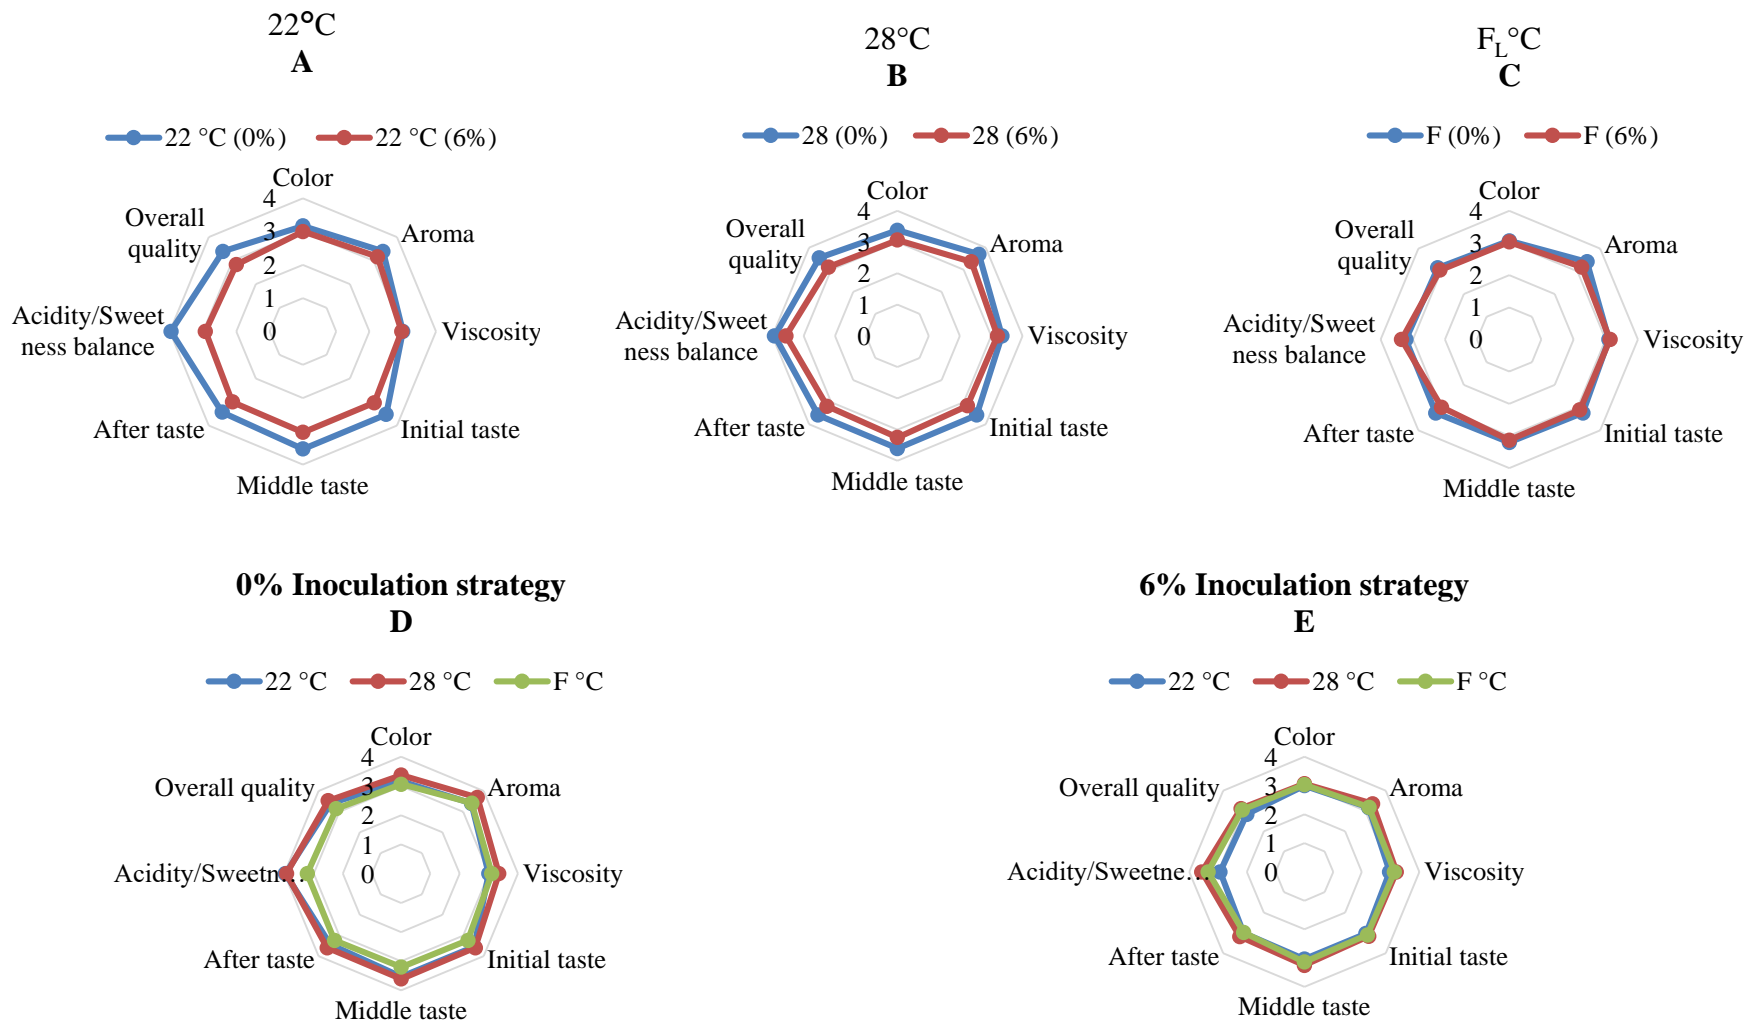 22°C
A
22 °C (0%)
22 °C (6%)
Color
4
3
2
1
0
Overall
quality
Aroma
Acidity/Sweet
ness balance
Viscosity
After taste
Initial taste
Middle taste
28°C
B
28 (0%)
28 (6%)
Color
4
3
2
1
0
Overall
quality
Aroma
Acidity/Sweet
ness balance
Viscosity
After taste
Initial taste
Middle taste
FL°C
C
F (0%)
F (6%)
Color
4
3
2
1
0
Overall
quality
Aroma
Acidity/Sweet
ness balance
Viscosity
After taste
Initial taste
Middle taste
0% Inoculation strategy
D
22 °C
28 °C
F °C
Color
4
3
2
1
0
Overall quality
Aroma
Acidity/Sweetn…
Viscosity
After taste
Initial taste
Middle taste
6% Inoculation strategy
E
22 °C
28 °C
F °C
Color
4
3
2
1
0
Overall quality
Aroma
Acidity/Sweetne…
Viscosity
After taste
Initial taste
Middle taste